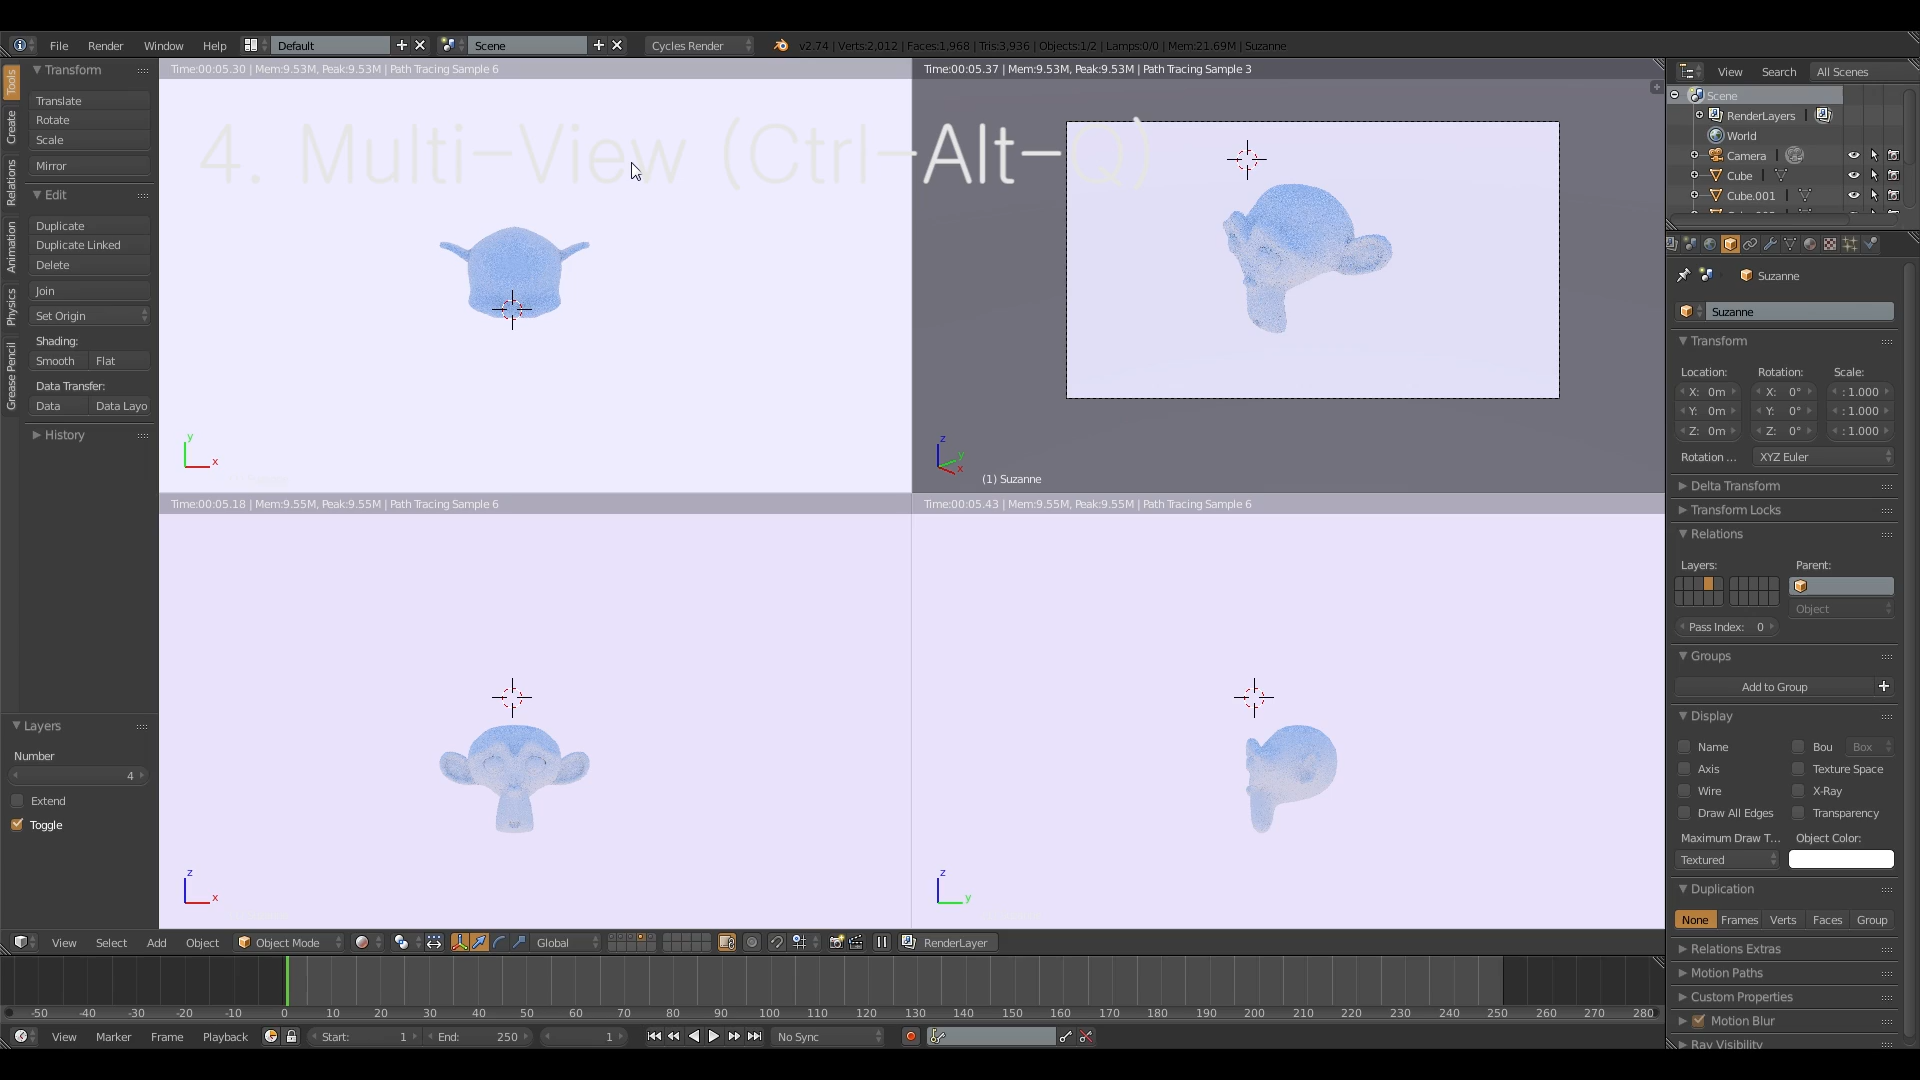 File Render Window Help Default Scene Cycles Render v2.74 | Verts:2,012 | Faces:1,968 | Tris:3,936 | Objects:1/2 | Lamps:0/0 | Mem:21.69M | Suzanne
Tools
Create
Relations
Animation
Physics
Grease Pencil
Transform
Translate
Rotate
Scale
Mirror
Edit
Duplicate
Duplicate Linked
Delete
Join
Set Origin
Shading:
Smooth Flat
Data Transfer:
Data Data Layo
History
Layers
Number
4
Extend
Toggle
Time:00:05.30 | Mem:9.53M, Peak:9.53M | Path Tracing Sample 6
Time:00:05.37 | Mem:9.53M, Peak:9.53M | Path Tracing Sample 3
4. Multi-View (Ctrl-Alt-Q)
y
x
z
y
x
(1) Suzanne
Time:00:05.18 | Mem:9.55M, Peak:9.55M | Path Tracing Sample 6
Time:00:05.43 | Mem:9.55M, Peak:9.55M | Path Tracing Sample 6
z
x
z
y
View Select Add Object Object Mode Global RenderLayer
-50 -40 -30 -20 -10 0 10 20 30 40 50 60 70 80 90 100 110 120 130 140 150 160 170 180 190 200 210 220 230 240 250 260 270 280
View Marker Frame Playback Start: 1 End: 250 1 No Sync
View Search All Scenes
Scene
RenderLayers
World
Camera
Cube
Cube.001
Suzanne
Suzanne
Transform
Location: Rotation: Scale:
X: 0m X: 0° : 1.000
Y: 0m Y: 0° : 1.000
Z: 0m Z: 0° : 1.000
Rotation ... XYZ Euler
Delta Transform
Transform Locks
Relations
Layers: Parent:
Object
Pass Index: 0
Groups
Add to Group
Display
Name Bou Box
Axis Texture Space
Wire X-Ray
Draw All Edges Transparency
Maximum Draw T... Object Color:
Textured
Duplication
None Frames Verts Faces Group
Relations Extras
Motion Paths
Custom Properties
Motion Blur
Ray Visibility